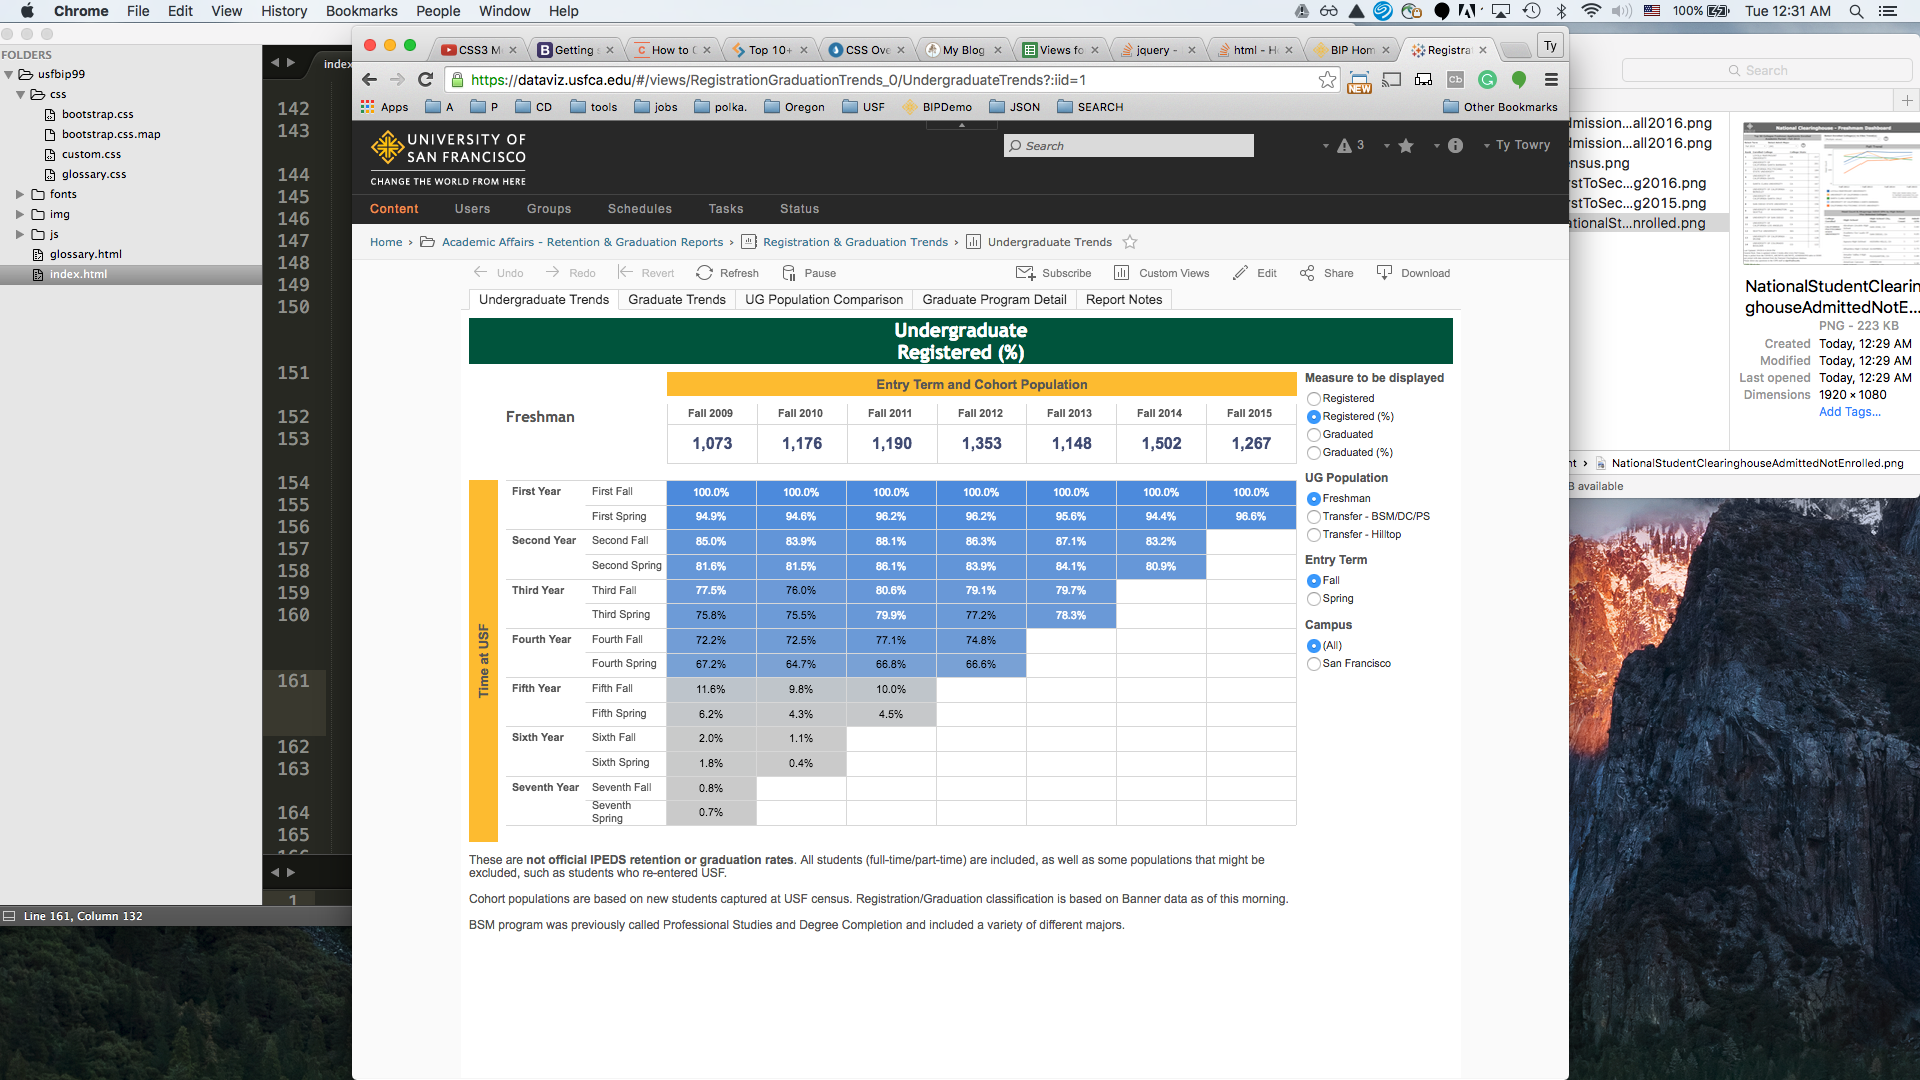 Chrome File Edit View History Bookmarks People Window Help 100% Tue 12:31 AM
FOLDERS
usfbip99
css
bootstrap.css
bootstrap.css.map
custom.css
glossary.css
fonts
img
js
glossary.html
index.html
index
142
143
144
145
146
147
148
149
150
151
152
153
154
155
156
157
158
159
160
161
162
163
164
165
1
Line 161, Column 132
CSS3 M Getting How to Top 10+ CSS Ove My Blog Views fo jquery - html - H BIP Hom Registra Ty
https://dataviz.usfca.edu/#/views/RegistrationGraduationTrends_0/UndergraduateTrends?:iid=1
NEW
Cb
Apps A P CD tools jobs polka. Oregon USF BIPDemo JSON SEARCH Other Bookmarks
UNIVERSITY OF
SAN FRANCISCO
CHANGE THE WORLD FROM HERE
Search
3 Ty Towry
Content Users Groups Schedules Tasks Status
Home › Academic Affairs - Retention & Graduation Reports › Registration & Graduation Trends › Undergraduate Trends
Undo Redo Revert Refresh Pause Subscribe Custom Views Edit Share Download
Undergraduate Trends Graduate Trends UG Population Comparison Graduate Program Detail Report Notes
Undergraduate
Registered (%)
Entry Term and Cohort Population
Freshman
Fall 2009 Fall 2010 Fall 2011 Fall 2012 Fall 2013 Fall 2014 Fall 2015
1,073 1,176 1,190 1,353 1,148 1,502 1,267
Time at USF
First Year First Fall 100.0% 100.0% 100.0% 100.0% 100.0% 100.0% 100.0%
First Spring 94.9% 94.6% 96.2% 96.2% 95.6% 94.4% 96.6%
Second Year Second Fall 85.0% 83.9% 88.1% 86.3% 87.1% 83.2%
Second Spring 81.6% 81.5% 86.1% 83.9% 84.1% 80.9%
Third Year Third Fall 77.5% 76.0% 80.6% 79.1% 79.7%
Third Spring 75.8% 75.5% 79.9% 77.2% 78.3%
Fourth Year Fourth Fall 72.2% 72.5% 77.1% 74.8%
Fourth Spring 67.2% 64.7% 66.8% 66.6%
Fifth Year Fifth Fall 11.6% 9.8% 10.0%
Fifth Spring 6.2% 4.3% 4.5%
Sixth Year Sixth Fall 2.0% 1.1%
Sixth Spring 1.8% 0.4%
Seventh Year Seventh Fall 0.8%
Seventh
Spring 0.7%
Measure to be displayed
Registered
Registered (%)
Graduated
Graduated (%)
UG Population
Freshman
Transfer - BSM/DC/PS
Transfer - Hilltop
Entry Term
Fall
Spring
Campus
(All)
San Francisco
These are not official IPEDS retention or graduation rates. All students (full-time/part-time) are included, as well as some populations that might be
excluded, such as students who re-entered USF.
Cohort populations are based on new students captured at USF census. Registration/Graduation classification is based on Banner data as of this morning.
BSM program was previously called Professional Studies and Degree Completion and included a variety of different majors.
Search
dmission...all2016.png
dmission...all2016.png
ensus.png
rstToSec...g2016.png
rstToSec...g2015.png
ationalSt...nrolled.png
National Clearinghouse - Freshman Dashboard
NationalStudentClearin
ghouseAdmittedNotE...
PNG - 223 KB
Created Today, 12:29 AM
Modified Today, 12:29 AM
Last opened Today, 12:29 AM
Dimensions 1920 × 1080
Add Tags...
nt › NationalStudentClearinghouseAdmittedNotEnrolled.png
B available